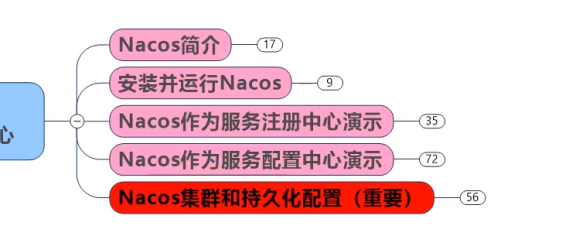 Nacos简介
17
安装并运行Nacos
9
Nacos作为服务注册中心演示
35
心
Nacos作为服务配置中心演示
72
Nacos集群和持久化配置（重要）
56